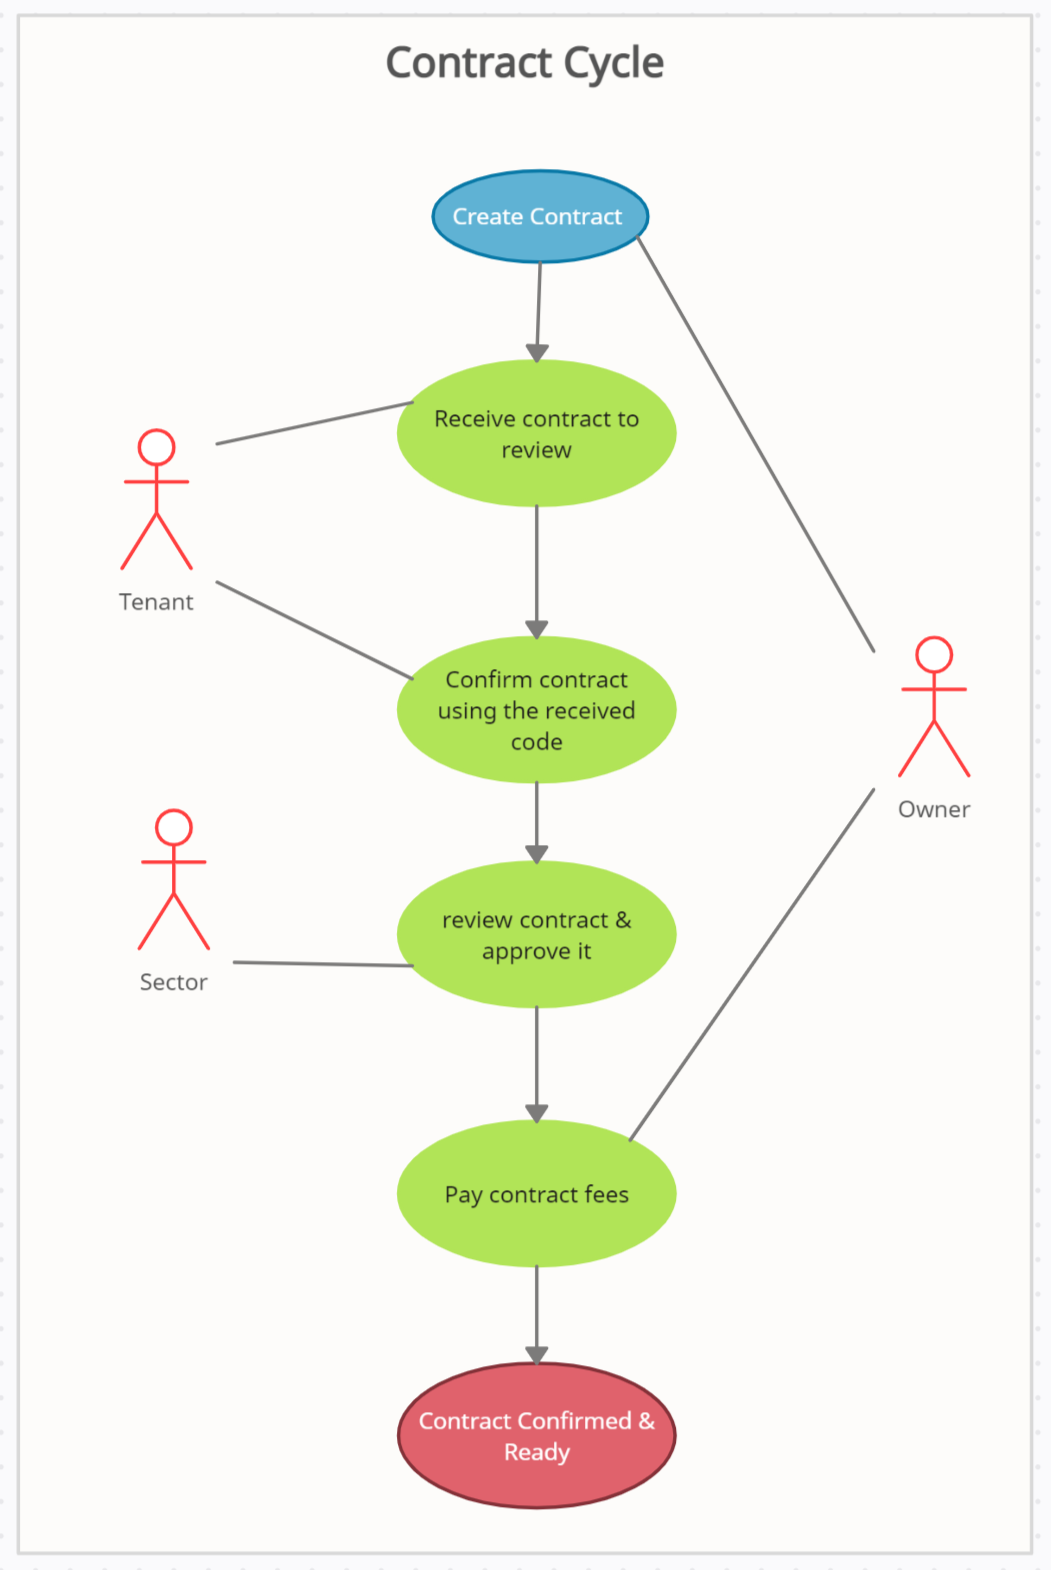 Contract Cycle
Create Contract
Receive contract to
review
Tenant
Confirm contract
using the received
code
Owner
review contract &
approve it
Sector
Pay contract fees
Contract Confirmed &
Ready